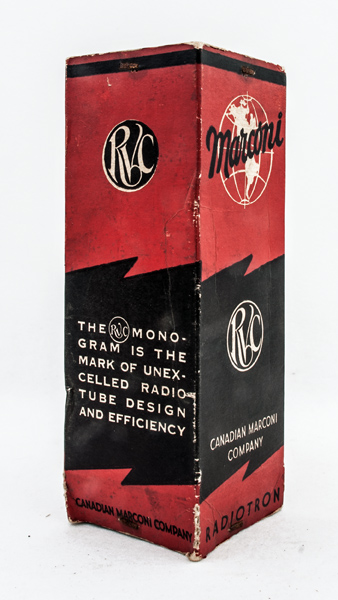 RVC
THE RVC MONO-
GRAM IS THE
MARK OF UNEX-
CELLED RADIO
TUBE DESIGN
AND EFFICIENCY
CANADIAN MARCONI COMPANY
Marconi
RVC
CANADIAN MARCONI
COMPANY
RADIOTRON